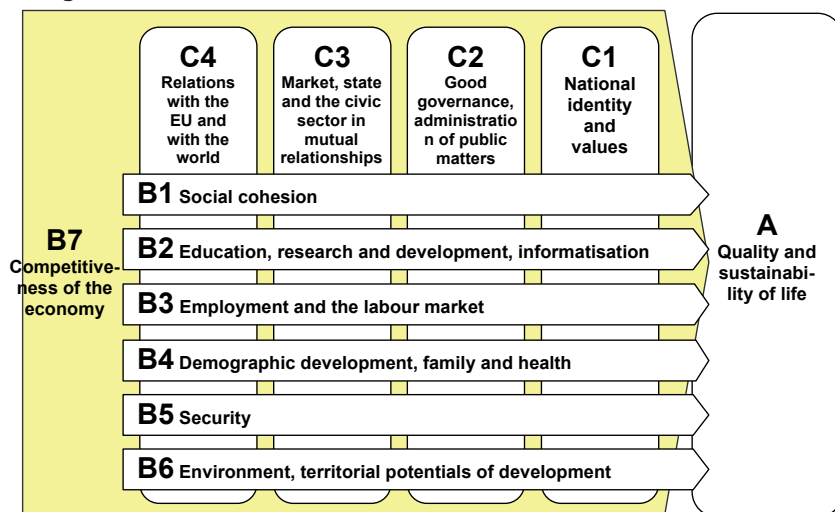 C4
Relations
with the
EU and
with the
world
C3
Market, state
and the civic
sector in
mutual
relationships
C2
Good
governance,
administratio
n of public
matters
C1
National
identity
and
values
B1 Social cohesion
B2 Education, research and development, informatisation
B3 Employment and the labour market
B4 Demographic development, family and health
B5 Security
B6 Environment, territorial potentials of development
B7
Competitive-
ness of the
economy
A
Quality and
sustainabi-
lity of life